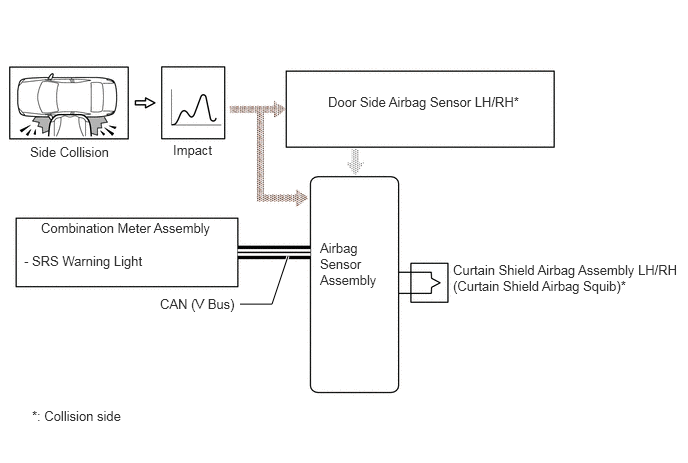 Door Side Airbag Sensor LH/RH*
Side Collision
Impact
Combination Meter Assembly
- SRS Warning Light
Airbag
Sensor
Assembly
Curtain Shield Airbag Assembly LH/RH
(Curtain Shield Airbag Squib)*
CAN (V Bus)
*: Collision side